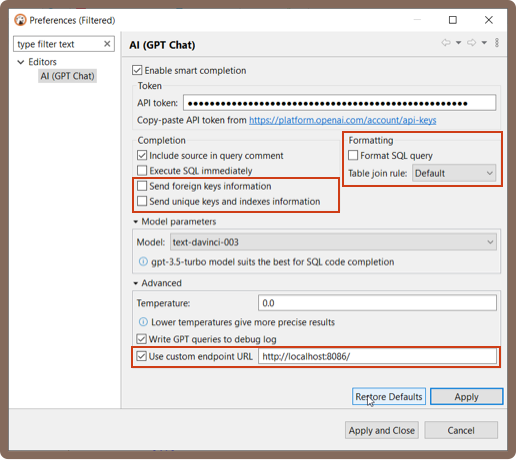 Preferences (Filtered)
type filter text
Editors
AI (GPT Chat)
AI (GPT Chat)
Enable smart completion
Token
API token: ●●●●●●●●●●●●●●●●●●●●●●●●●●●●●●●●●●●●●●●●●●●●●●●●●●●
Copy-paste API token from https://platform.openai.com/account/api-keys
Completion
Include source in query comment
Execute SQL immediately
Send foreign keys information
Send unique keys and indexes information
Formatting
Format SQL query
Table join rule: Default
Model parameters
Model: text-davinci-003
gpt-3.5-turbo model suits the best for SQL code completion
Advanced
Temperature: 0.0
Lower temperatures give more precise results
Write GPT queries to debug log
Use custom endpoint URL http://localhost:8086/
Restore Defaults Apply
Apply and Close Cancel